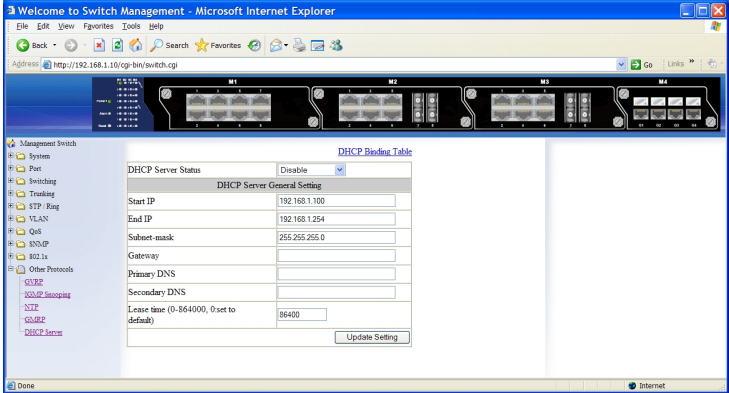 Welcome to Switch Management - Microsoft Internet Explorer
File Edit View Favorites Tools Help
Back Search Favorites
Address http://192.168.1.10/cgi-bin/switch.cgi Go Links »
M1 M2 M3 M4
Management Switch
System
Port
Switching
Trunking
STP / Ring
VLAN
QoS
SNMP
802.1x
Other Protocols
GVRP
IGMP Snooping
NTP
GMRP
DHCP Server
DHCP Binding Table
DHCP Server Status Disable
DHCP Server General Setting
Start IP 192.168.1.100
End IP 192.168.1.254
Subnet-mask 255.255.255.0
Gateway
Primary DNS
Secondary DNS
Lease time (0-864000, 0:set to
default) 86400
Update Setting
Done Internet